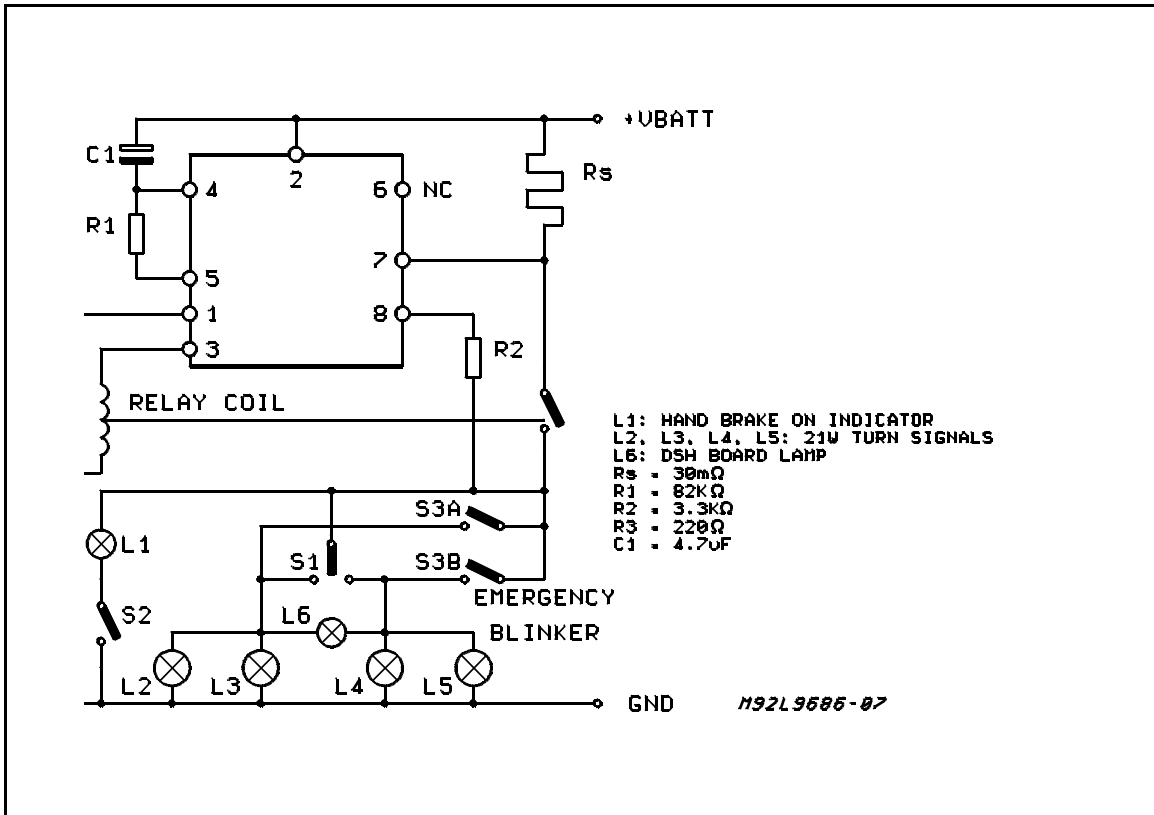 +VBATT
C1
Rs
2
4
6 NC
R1
7
5
1
8
3
R2
RELAY COIL
L1: HAND BRAKE ON INDICATOR
L2, L3, L4, L5: 21W TURN SIGNALS
L6: DSH BOARD LAMP
Rs = 30mΩ
R1 = 82KΩ
R2 = 3.3KΩ
R3 = 220Ω
C1 = 4.7uF
S3A
L1
S1
S3B
EMERGENCY
S2
L6
BLINKER
L2
L3
L4
L5
GND
M92L9686-07